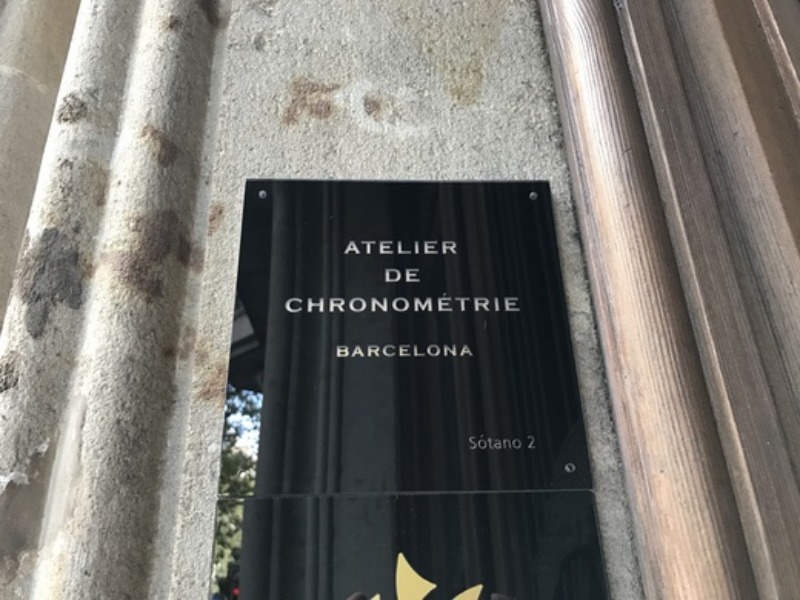 ATELIER
DE
CHRONOMÉTRIE
BARCELONA
Sótano 2